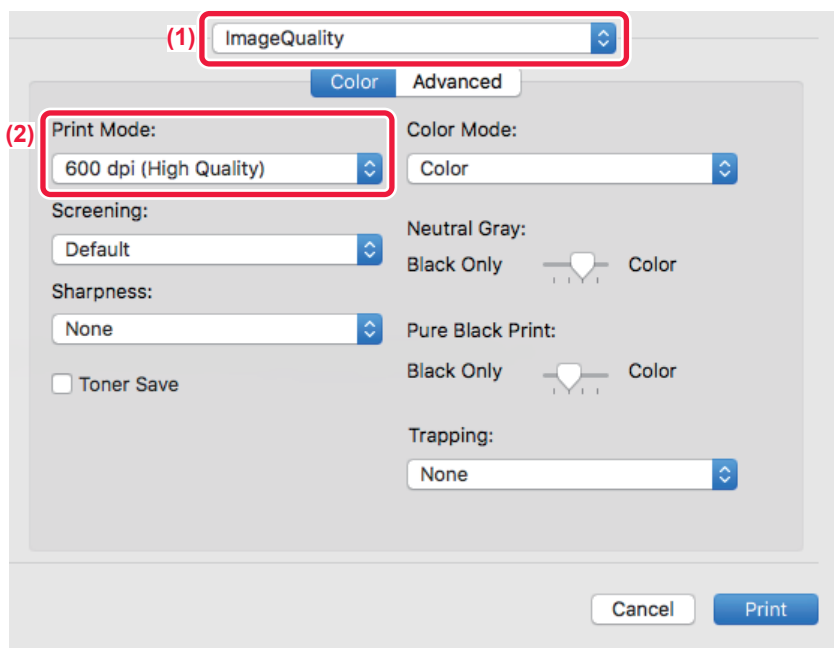 (1) ImageQuality
Color Advanced
(2) Print Mode:
600 dpi (High Quality)
Screening:
Default
Sharpness:
None
Toner Save
Color Mode:
Color
Neutral Gray:
Black Only Color
Pure Black Print:
Black Only Color
Trapping:
None
Cancel Print